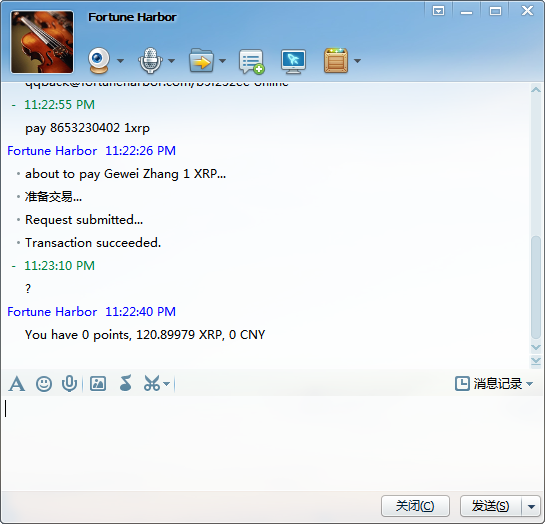 Fortune Harbor
- 11:22:55 PM
pay 8653230402 1xrp
Fortune Harbor 11:22:26 PM
· about to pay Gewei Zhang 1 XRP...
· 准备交易...
· Request submitted...
· Transaction succeeded.
- 11:23:10 PM
?
Fortune Harbor 11:22:40 PM
You have 0 points, 120.89979 XRP, 0 CNY
消息记录
关闭(C) 发送(S)